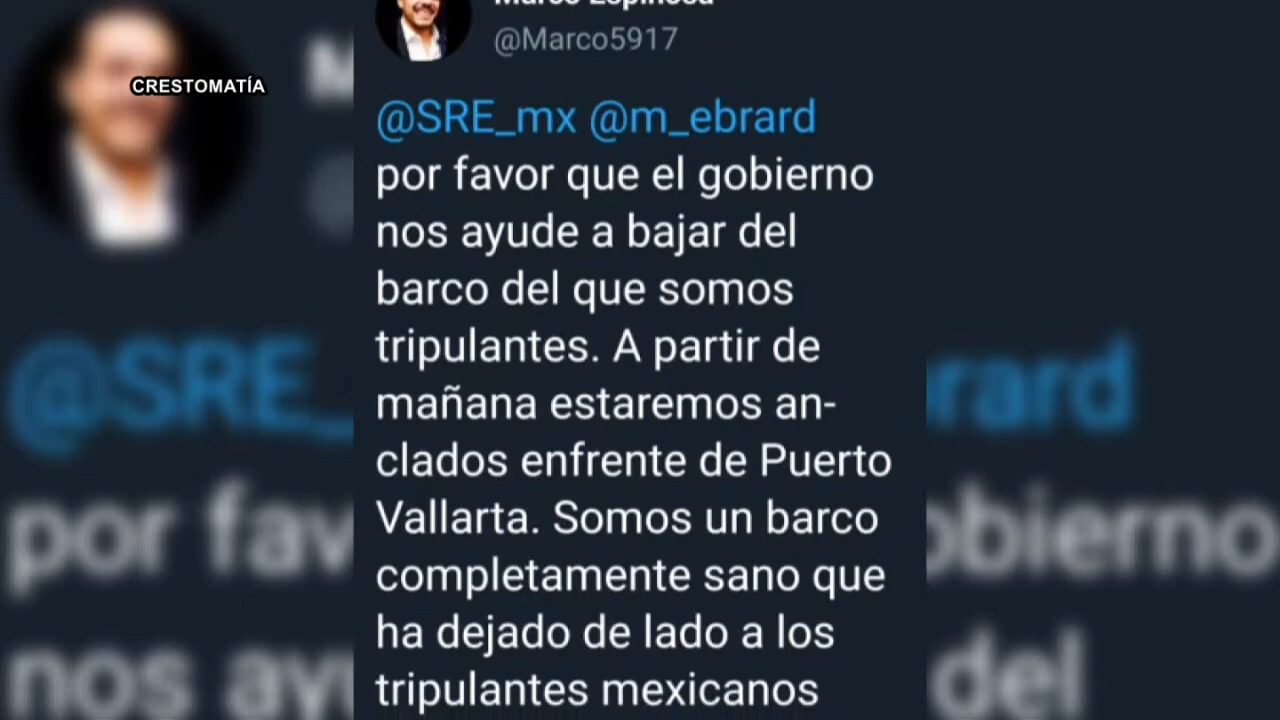 CRESTOMATÍA
Marco Espinosa
@Marco5917
@SRE_mx @m_ebrard
por favor que el gobierno
nos ayude a bajar del
barco del que somos
tripulantes. A partir de
mañana estaremos an-
clados enfrente de Puerto
Vallarta. Somos un barco
completamente sano que
ha dejado de lado a los
tripulantes mexicanos